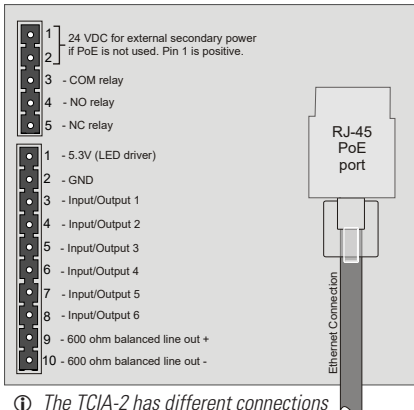 1
24 VDC for external secondary power
if PoE is not used. Pin 1 is positive.
2
3 - COM relay
4 - NO relay
5 - NC relay
1 - 5.3V (LED driver)
2 - GND
3 - Input/Output 1
4 - Input/Output 2
5 - Input/Output 3
6 - Input/Output 4
7 - Input/Output 5
8 - Input/Output 6
9 - 600 ohm balanced line out +
10 - 600 ohm balanced line out -
RJ-45
PoE
port
Ethernet Connection
The TCIA-2 has different connections